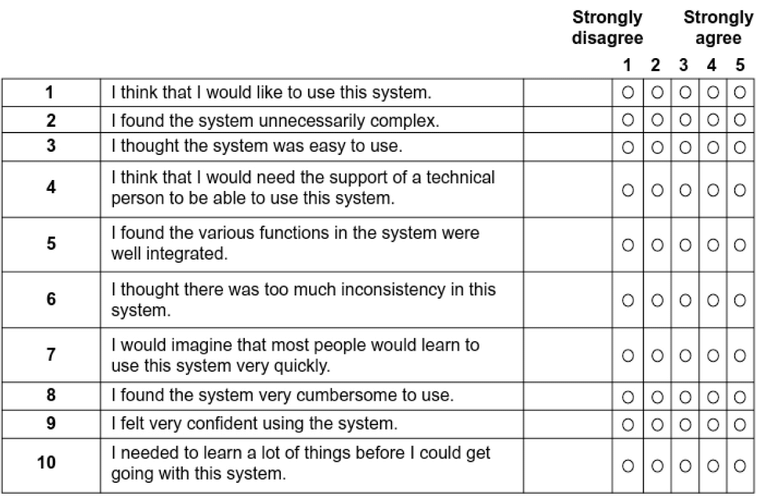 Strongly disagree
Strongly agree
1 2 3 4 5
1 I think that I would like to use this system.
2 I found the system unnecessarily complex.
3 I thought the system was easy to use.
4 I think that I would need the support of a technical
person to be able to use this system.
5 I found the various functions in the system were
well integrated.
6 I thought there was too much inconsistency in this
system.
7 I would imagine that most people would learn to
use this system very quickly.
8 I found the system very cumbersome to use.
9 I felt very confident using the system.
10 I needed to learn a lot of things before I could get
going with this system.